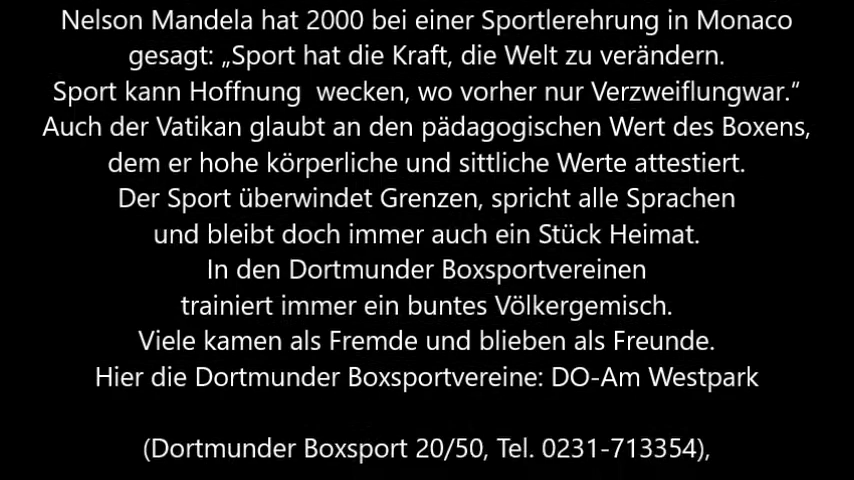 Nelson Mandela hat 2000 bei einer Sportlerehrung in Monaco
gesagt: „Sport hat die Kraft, die Welt zu verändern.
Sport kann Hoffnung  wecken, wo vorher nur Verzweiflungwar.“
Auch der Vatikan glaubt an den pädagogischen Wert des Boxens,
dem er hohe körperliche und sittliche Werte attestiert.
Der Sport überwindet Grenzen, spricht alle Sprachen
und bleibt doch immer auch ein Stück Heimat.
In den Dortmunder Boxsportvereinen
trainiert immer ein buntes Völkergemisch.
Viele kamen als Fremde und blieben als Freunde.
Hier die Dortmunder Boxsportvereine: DO-Am Westpark
(Dortmunder Boxsport 20/50, Tel. 0231-713354),